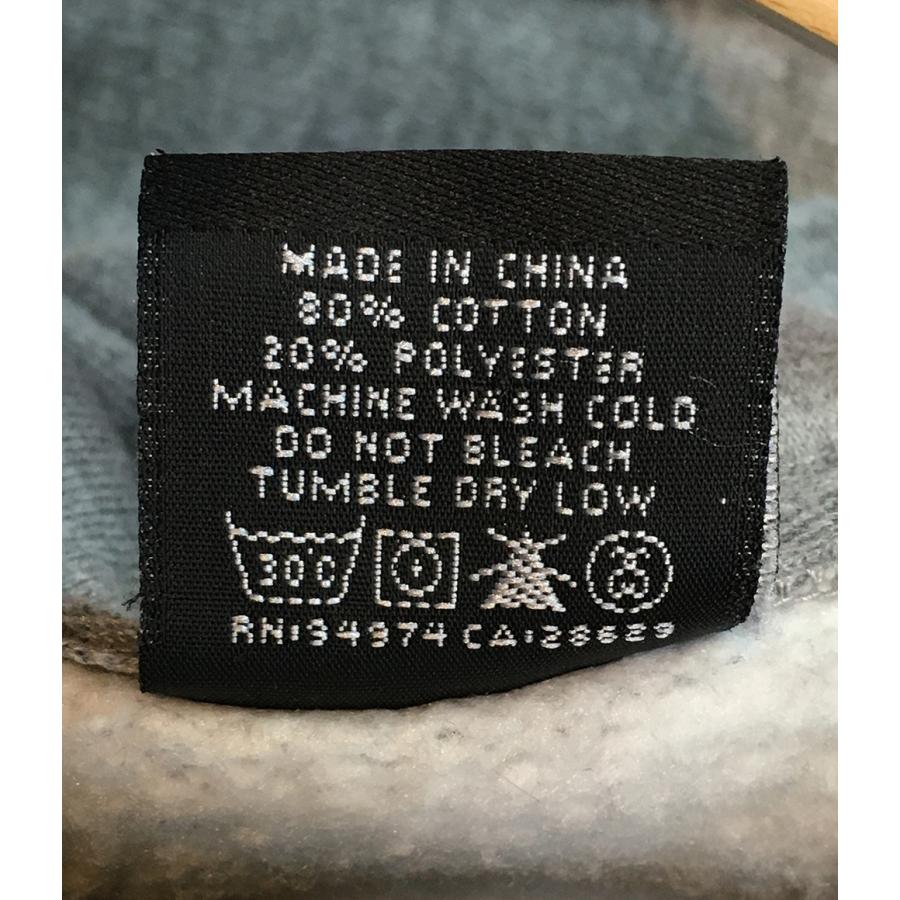 MADE IN CHINA
80% COTTON
20% POLYESTER
MACHINE WASH COLD
DO NOT BLEACH
TUMBLE DRY LOW
30°C
RN:94974 CA:28629